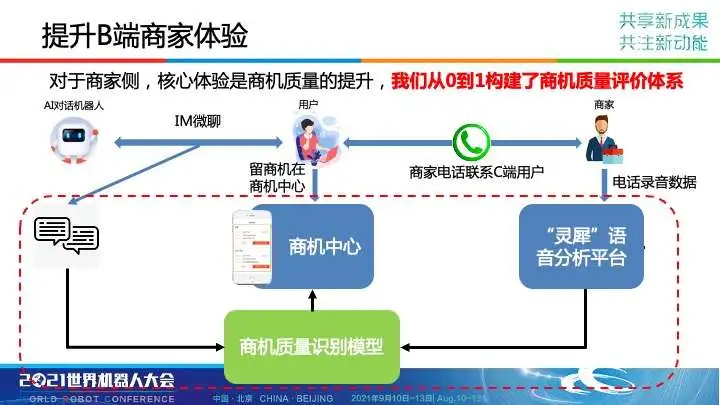 提升B端商家体验
共享新成果
共注新动能
对于商家侧，核心体验是商机质量的提升，我们从0到1构建了商机质量评价体系
AI对话机器人
用户
商家
IM微聊
留商机在
商机中心
商家电话联系C端用户
电话录音数据
商机中心
“灵犀”语
音分析平台
商机质量识别模型
2021世界机器人大会
ORLD ROBOT CONFERENCE
中国·北京 CHINA·BEIJING 2021年9月10日-13日| Aug,10-13